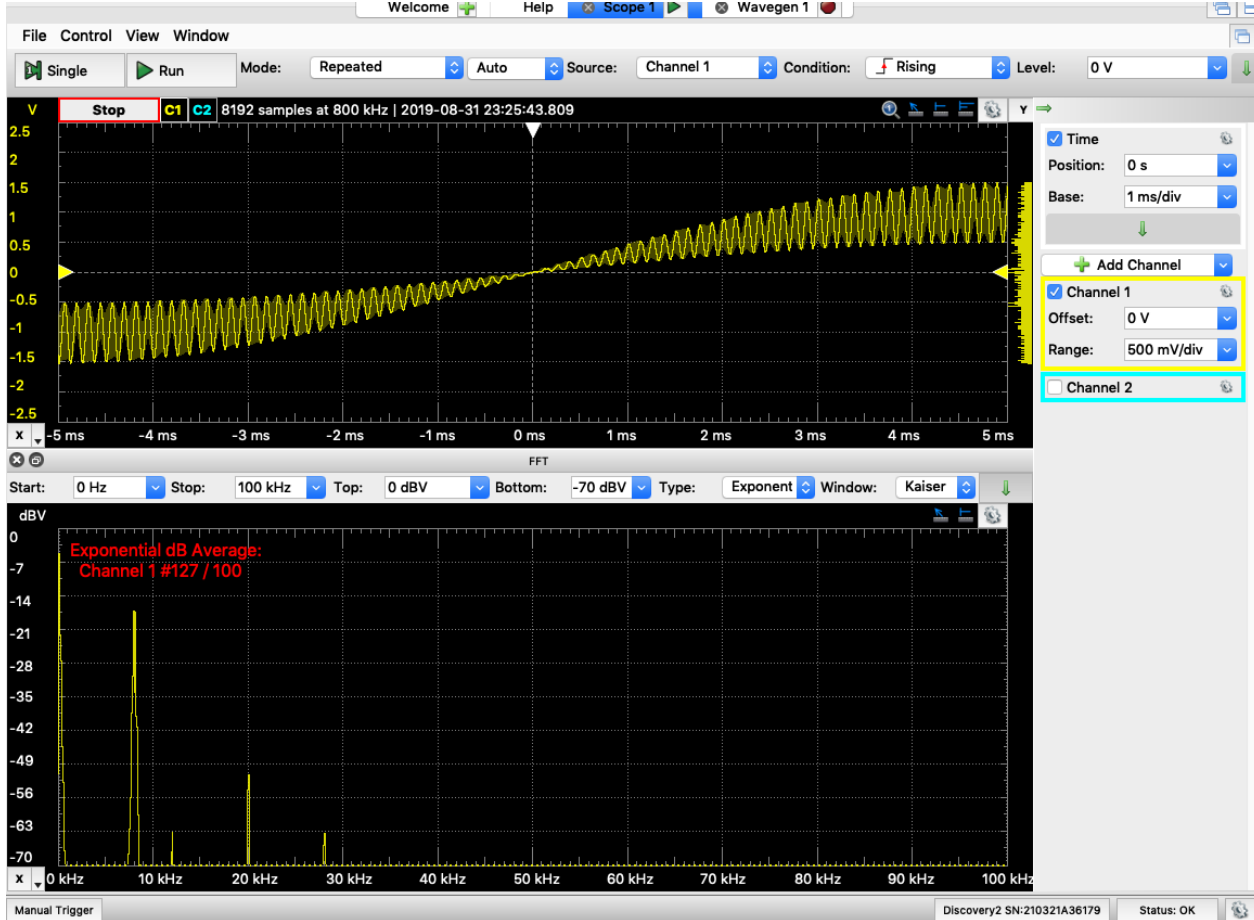 Welcome Help Scope 1 Wavegen 1
File Control View Window
Single Run Mode: Repeated Auto Source: Channel 1 Condition: Rising Level: 0 V
V Stop C1 C2 8192 samples at 800 kHz | 2019-08-31 23:25:43.809 Y
2.5
2
1.5
1
0.5
0
-0.5
-1
-1.5
-2
-2.5
X -5 ms -4 ms -3 ms -2 ms -1 ms 0 ms 1 ms 2 ms 3 ms 4 ms 5 ms
Time
Position: 0 s
Base: 1 ms/div
Add Channel
Channel 1
Offset: 0 V
Range: 500 mV/div
Channel 2
FFT
Start: 0 Hz Stop: 100 kHz Top: 0 dBV Bottom: -70 dBV Type: Exponent Window: Kaiser
dBV
Exponential dB Average:
Channel 1 #127 / 100
0
-7
-14
-21
-28
-35
-42
-49
-56
-63
-70
X 0 kHz 10 kHz 20 kHz 30 kHz 40 kHz 50 kHz 60 kHz 70 kHz 80 kHz 90 kHz 100 kHz
Manual Trigger Discovery2 SN:210321A36179 Status: OK